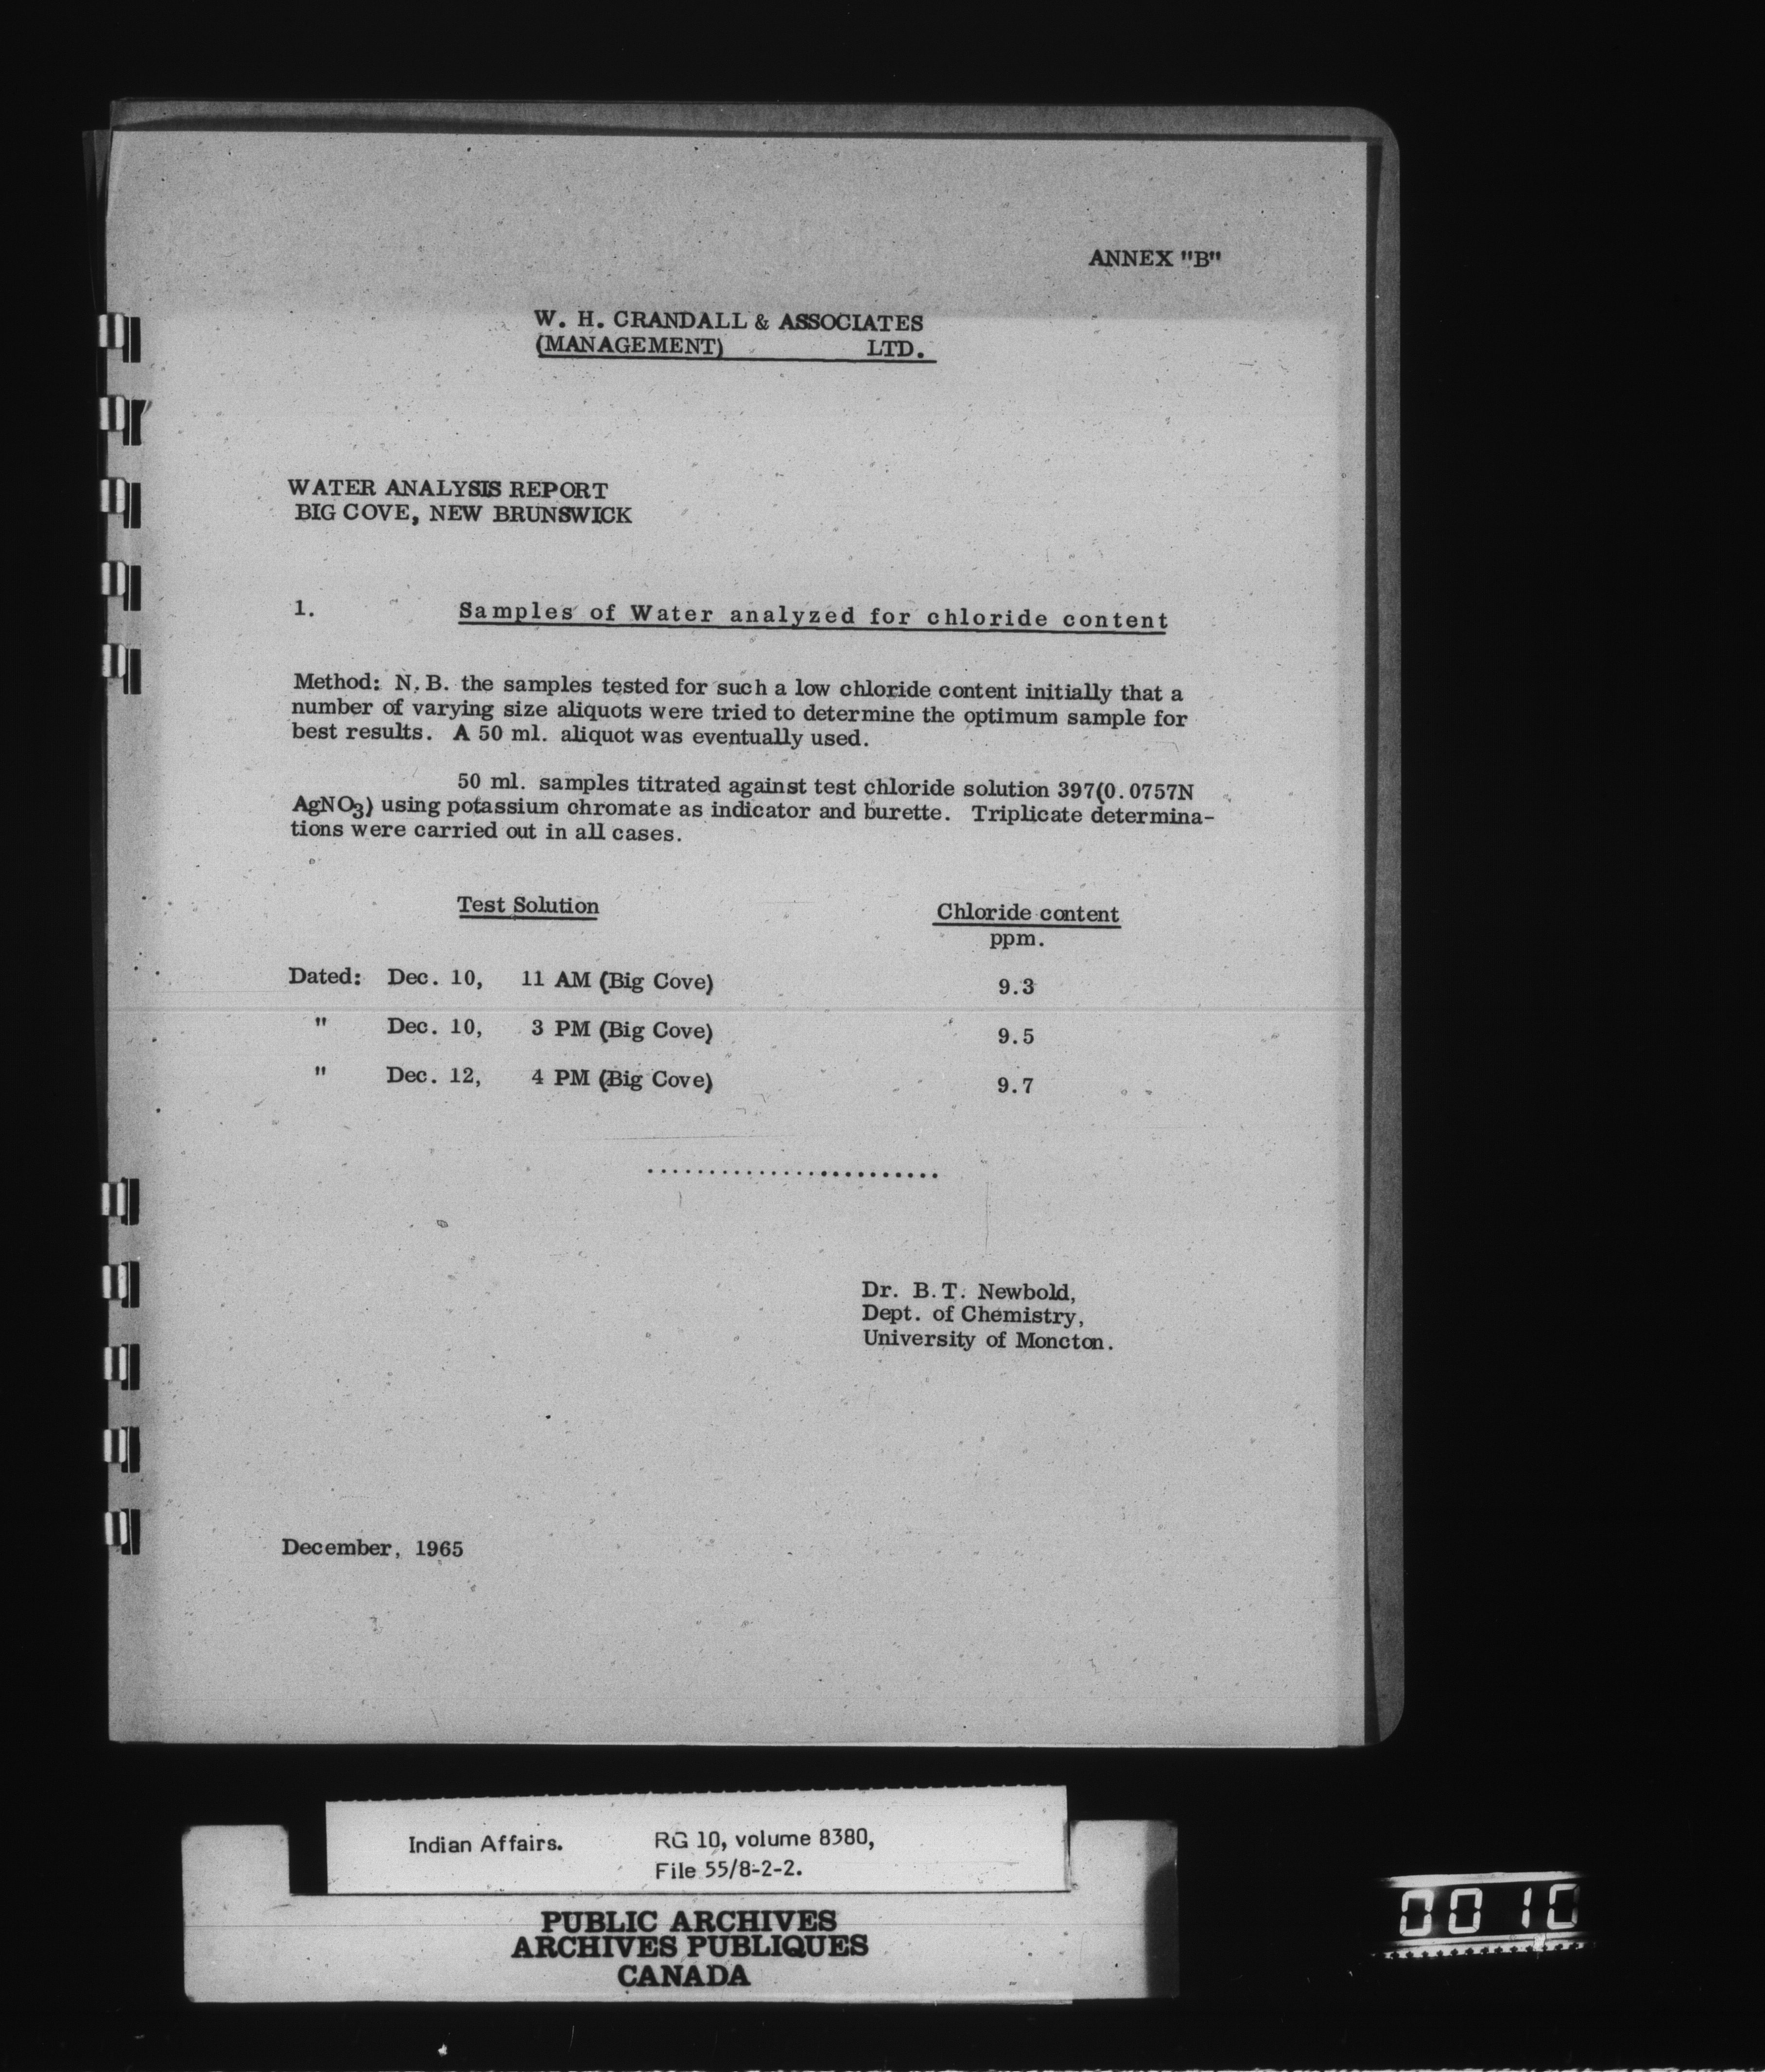 ANNEX "B"
W. H. CRANDALL & ASSOCIATES
(MANAGEMENT) LTD.
WATER ANALYSIS REPORT
BIG COVE, NEW BRUNSWICK
1. Samples of Water analyzed for chloride content
Method: N.B. the samples tested for such a low chloride content initially that a
number of varying size aliquots were tried to determine the optimum sample for
best results. A 50 ml. aliquot was eventually used.
50 ml. samples titrated against test chloride solution 397(0.0757N
AgNO3) using potassium chromate as indicator and burette. Triplicate determina-
tions were carried out in all cases.
Test Solution Chloride content
ppm.
Dated: Dec. 10, 11 AM (Big Cove) 9.3
" Dec. 10, 3 PM (Big Cove) 9.5
" Dec. 12, 4 PM (Big Cove) 9.7
........................
Dr. B.T. Newbold,
Dept. of Chemistry,
University of Moncton.
December, 1965
Indian Affairs. RG 10, volume 8380,
File 55/8-2-2.
PUBLIC ARCHIVES
ARCHIVES PUBLIQUES
CANADA
0010